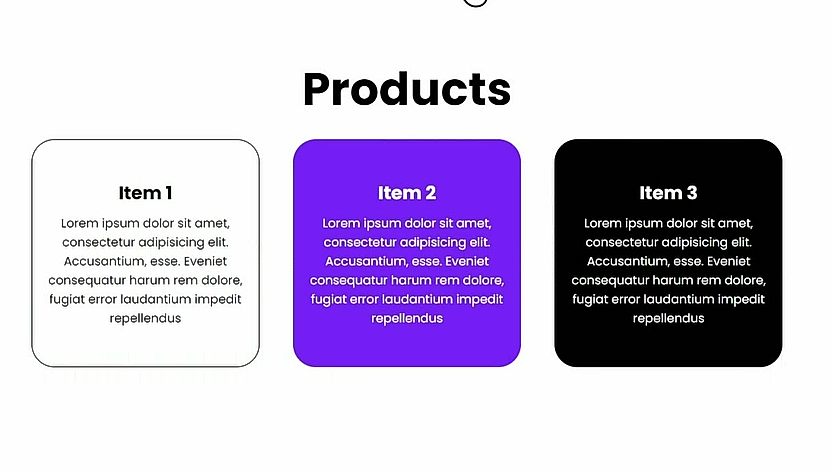 Products
Item 1
Lorem ipsum dolor sit amet,
consectetur adipisicing elit.
Accusantium, esse. Eveniet
consequatur harum rem dolore,
fugiat error laudantium impedit
repellendus
Item 2
Lorem ipsum dolor sit amet,
consectetur adipisicing elit.
Accusantium, esse. Eveniet
consequatur harum rem dolore,
fugiat error laudantium impedit
repellendus
Item 3
Lorem ipsum dolor sit amet,
consectetur adipisicing elit.
Accusantium, esse. Eveniet
consequatur harum rem dolore,
fugiat error laudantium impedit
repellendus